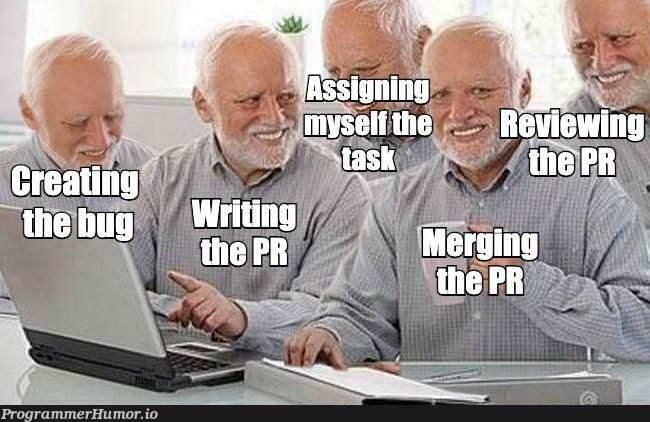 Creating
the bug
Writing
the PR
Assigning
myself the
task
Merging
the PR
Reviewing
the PR
ProgrammerHumor.io